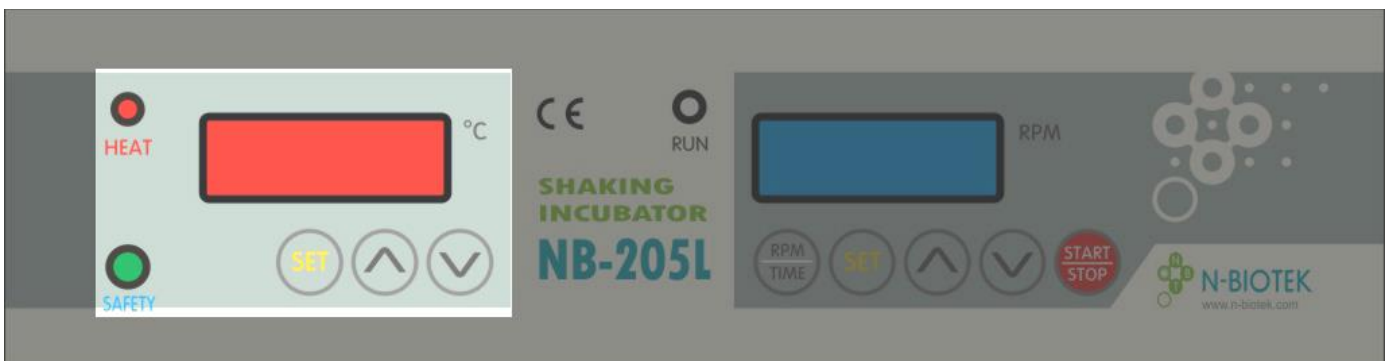 HEAT
°C
SET
SAFETY
CE
RUN
SHAKING
INCUBATOR
NB-205L
RPM
RPM
TIME
SET
START
STOP
N-BIOTEK
www.n-biotek.com